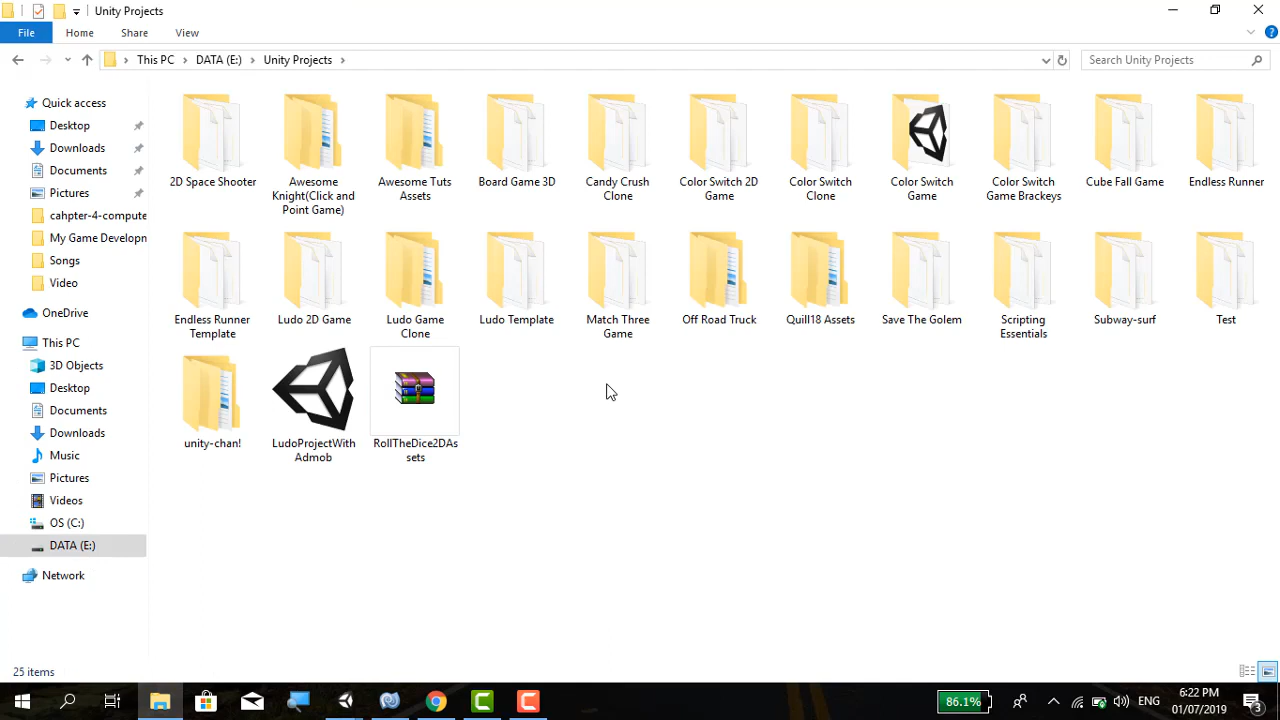 Unity Projects
File Home Share View
This PC DATA (E:) Unity Projects
Search Unity Projects
Quick access
Desktop
Downloads
Documents
Pictures
cahpter-4-compute
My Game Developn
Songs
Video
OneDrive
This PC
3D Objects
Desktop
Documents
Downloads
Music
Pictures
Videos
OS (C:)
DATA (E:)
Network
2D Space Shooter
Awesome
Knight(Click and
Point Game)
Awesome Tuts
Assets
Board Game 3D
Candy Crush
Clone
Color Switch 2D
Game
Color Switch
Clone
Color Switch
Game
Color Switch
Game Brackeys
Cube Fall Game
Endless Runner
Endless Runner
Template
Ludo 2D Game
Ludo Game
Clone
Ludo Template
Match Three
Game
Off Road Truck
Quill18 Assets
Save The Golem
Scripting
Essentials
Subway-surf
Test
unity-chan!
LudoProjectWith
Admob
RollTheDice2DAs
sets
25 items
86.1%
ENG
6:22 PM
01/07/2019
3